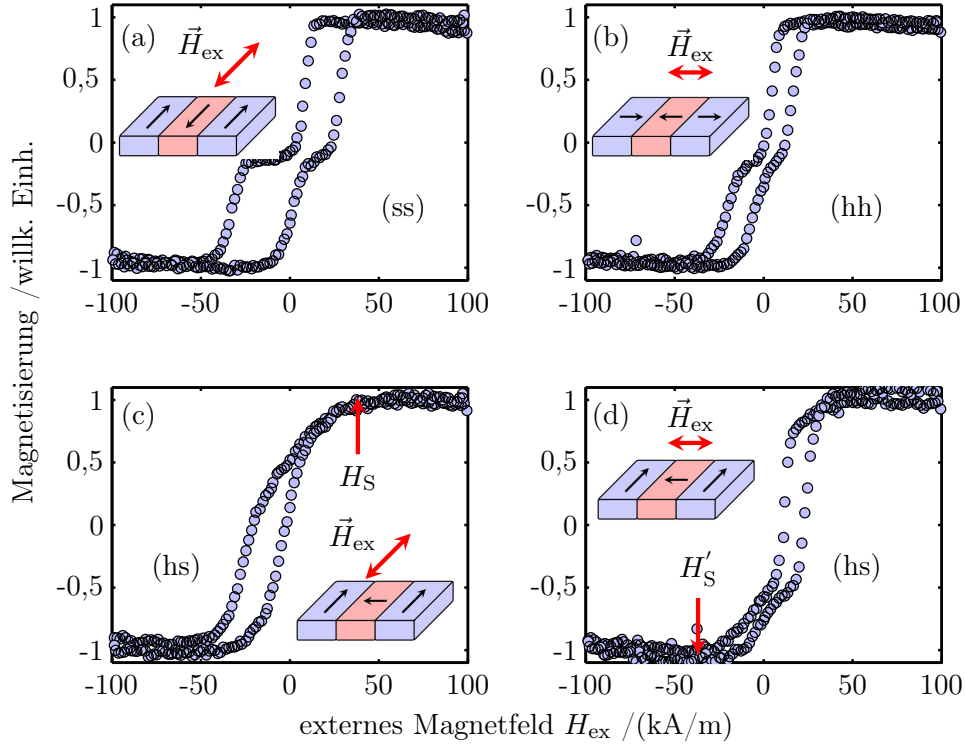 Magnetisierung /willk. Einh.
(a)
H⃗ex
(ss)
1
0,5
0
-0,5
-1
-100 -50 0 50 100
(b)
H⃗ex
(hh)
1
0,5
0
-0,5
-1
-100 -50 0 50 100
(c)
HS
(hs)
H⃗ex
1
0,5
0
-0,5
-1
-100 -50 0 50 100
(d)
H⃗ex
H′S
(hs)
1
0,5
0
-0,5
-1
-100 -50 0 50 100
externes Magnetfeld Hex /(kA/m)